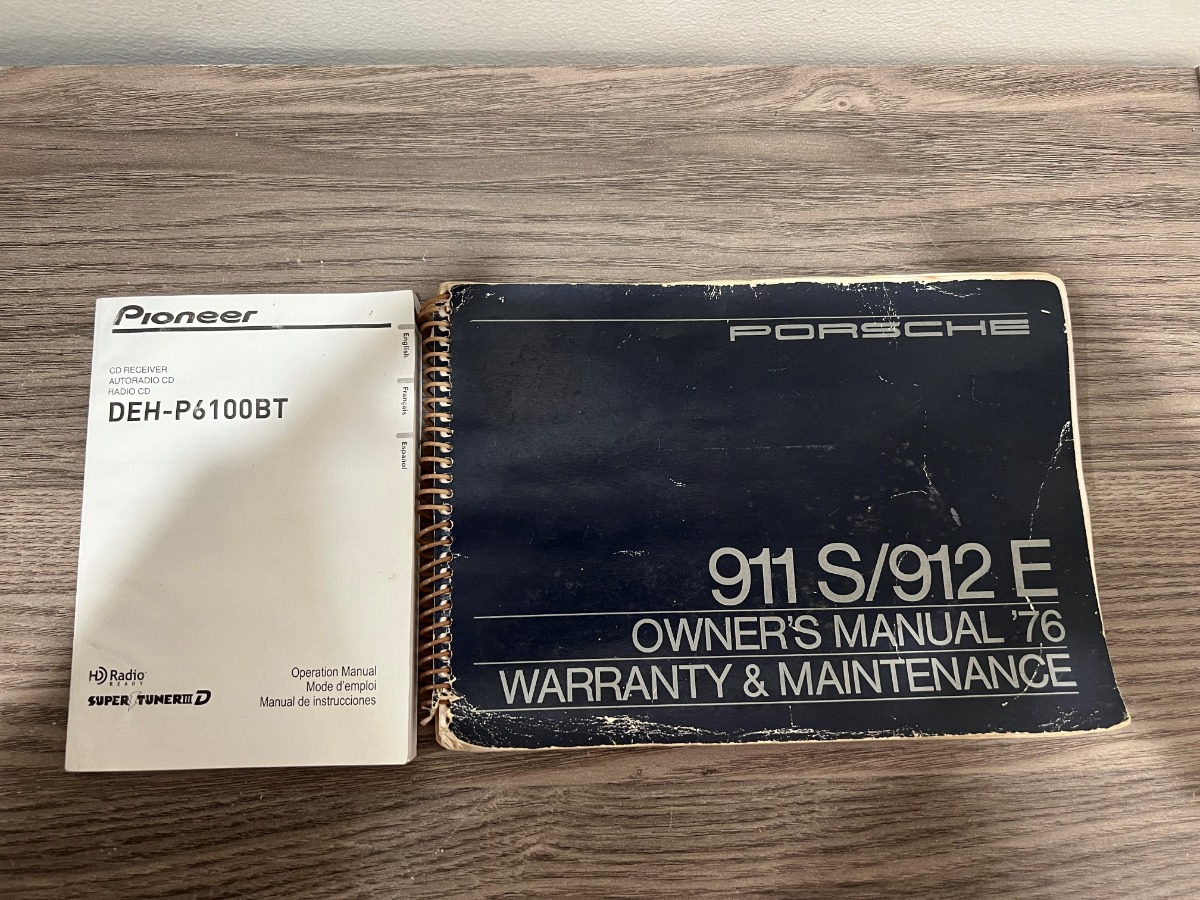 Pioneer
CD RECEIVER
AUTORADIO CD
RADIO CD
DEH-P6100BT
English
Français
Español
HD Radio
READY
SUPER TUNER III D
Operation Manual
Mode d'emploi
Manual de instrucciones
PORSCHE
911 S/912 E
OWNER'S MANUAL '76
WARRANTY & MAINTENANCE